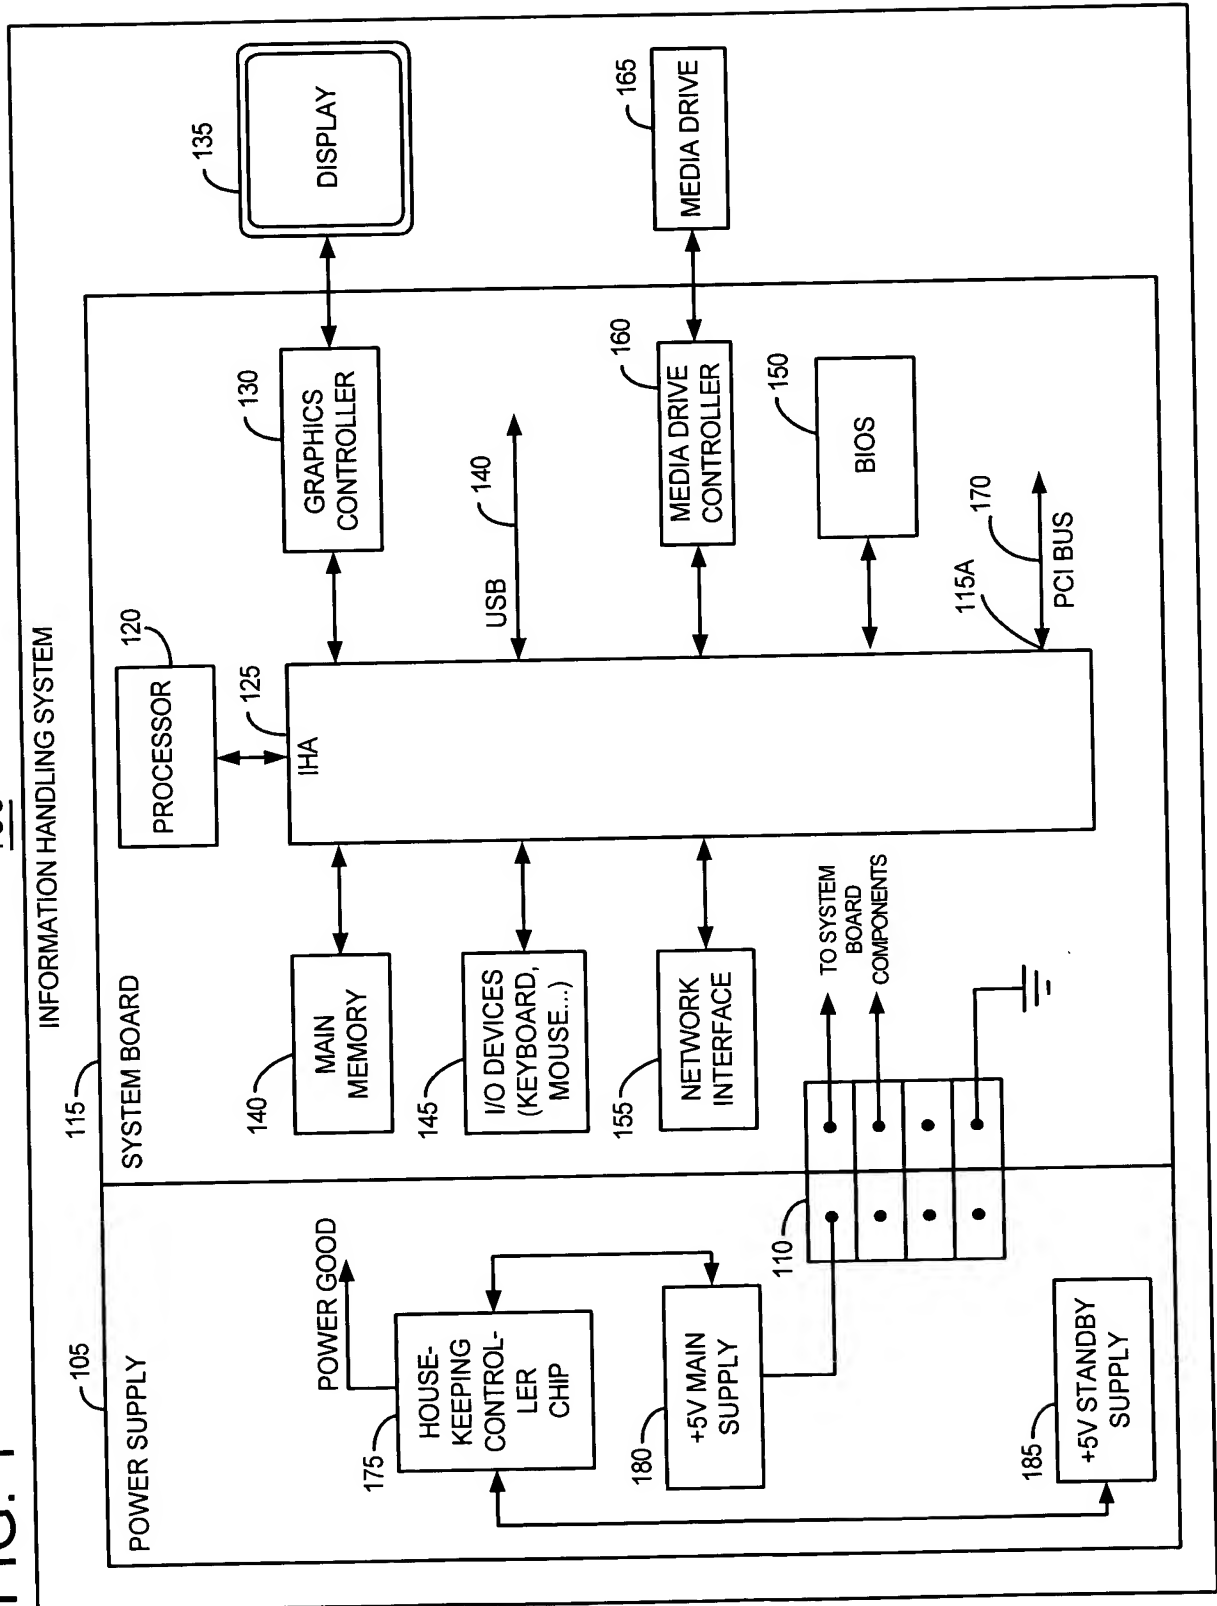 FIG. 1
INFORMATION HANDLING SYSTEM
115
SYSTEM BOARD
105
POWER SUPPLY
120
PROCESSOR
125
IHA
130
GRAPHICS
CONTROLLER
135
DISPLAY
140
MAIN
MEMORY
USB
140
145
I/O DEVICES
(KEYBOARD,
MOUSE...)
160
MEDIA DRIVE
CONTROLLER
165
MEDIA DRIVE
155
NETWORK
INTERFACE
150
BIOS
115A
170
PCI BUS
TO SYSTEM
BOARD
COMPONENTS
110
POWER GOOD
175
HOUSE-
KEEPING
CONTROL-
LER
CHIP
180
+5V MAIN
SUPPLY
185
+5V STANDBY
SUPPLY